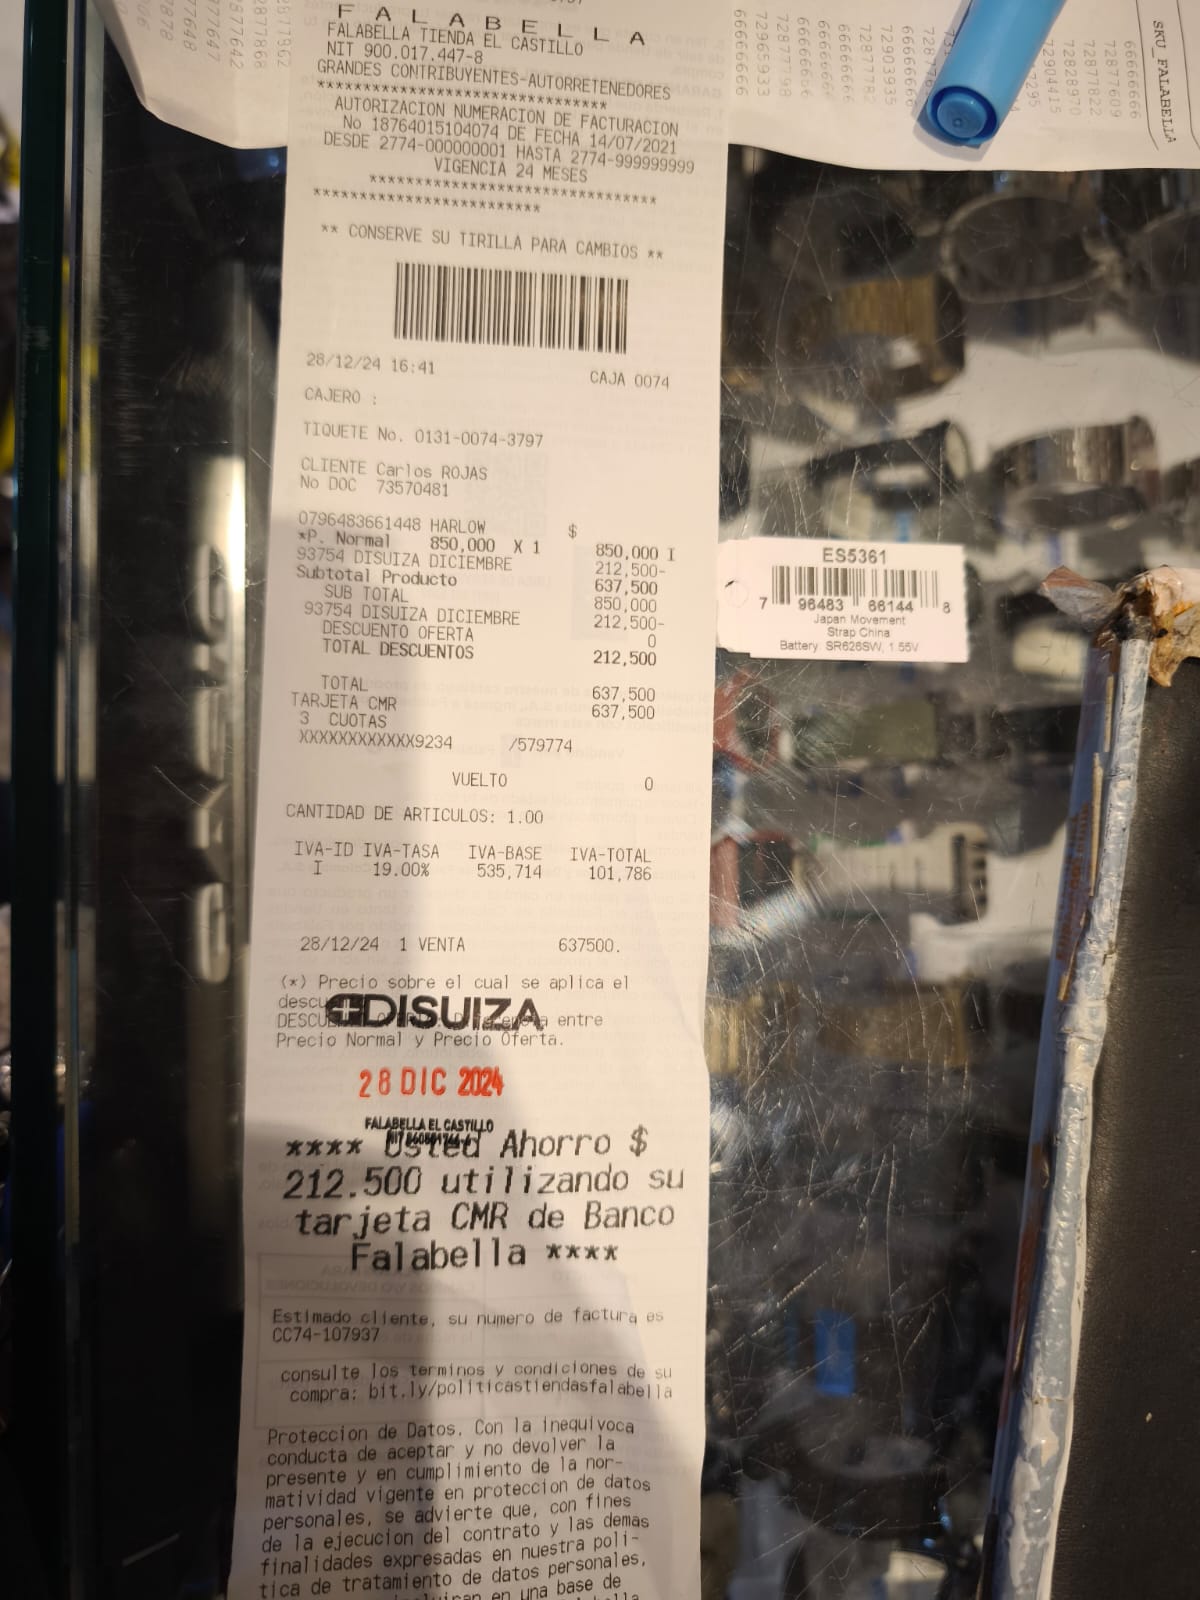 F A L A B E L L A
FALABELLA TIENDA EL CASTILLO
NIT 900.017.447-8
GRANDES CONTRIBUYENTES-AUTORRETENEDORES
*******************************
AUTORIZACION NUMERACION DE FACTURACION
No 18764015104074 DE FECHA 14/07/2021
DESDE 2774-000000001 HASTA 2774-999999999
VIGENCIA 24 MESES
*******************************
*************************
** CONSERVE SU TIRILLA PARA CAMBIOS **
28/12/24 16:41 CAJA 0074
CAJERO :
TIQUETE No. 0131-0074-3797
CLIENTE Carlos ROJAS
No DOC 73570481
0796483661448 HARLOW $
*P. Normal 850,000 X 1 850,000 I
93754 DISUIZA DICIEMBRE 212,500-
Subtotal Producto 637,500
SUB TOTAL 850,000
93754 DISUIZA DICIEMBRE 212,500-
DESCUENTO OFERTA 0
TOTAL DESCUENTOS 212,500
TOTAL 637,500
TARJETA CMR 637,500
3 CUOTAS
XXXXXXXXXXXX9234 /579774
VUELTO 0
CANTIDAD DE ARTICULOS: 1.00
IVA-ID IVA-TASA IVA-BASE IVA-TOTAL
I 19.00% 535,714 101,786
28/12/24 1 VENTA 637500.
(*) Precio sobre el cual se aplica el
DISUIZA
entre
Precio Normal y Precio Oferta.
28 DIC 2024
FALABELLA EL CASTILLO
**** Usted Ahorro $
212.500 utilizando su
tarjeta CMR de Banco
Falabella ****
Estimado cliente, su numero de factura es
CC74-107937
consulte los terminos y condiciones de su
compra: bit.ly/politicastiendasfalabella
Proteccion de Datos. Con la inequivoca
conducta de aceptar y no devolver la
presente y en cumplimiento de la nor-
matividad vigente en proteccion de datos
personales, se advierte que, con fines
de la ejecucion del contrato y las demas
finalidades expresadas en nuestra poli-
tica de tratamiento de datos personales,
en una base de
ES5361
7 96483 66144 8
Japan Movement
Strap China
Battery: SR626SW, 1.55V
SKU FALABELLA
66666666
72877609
72877822
72828970
72904415